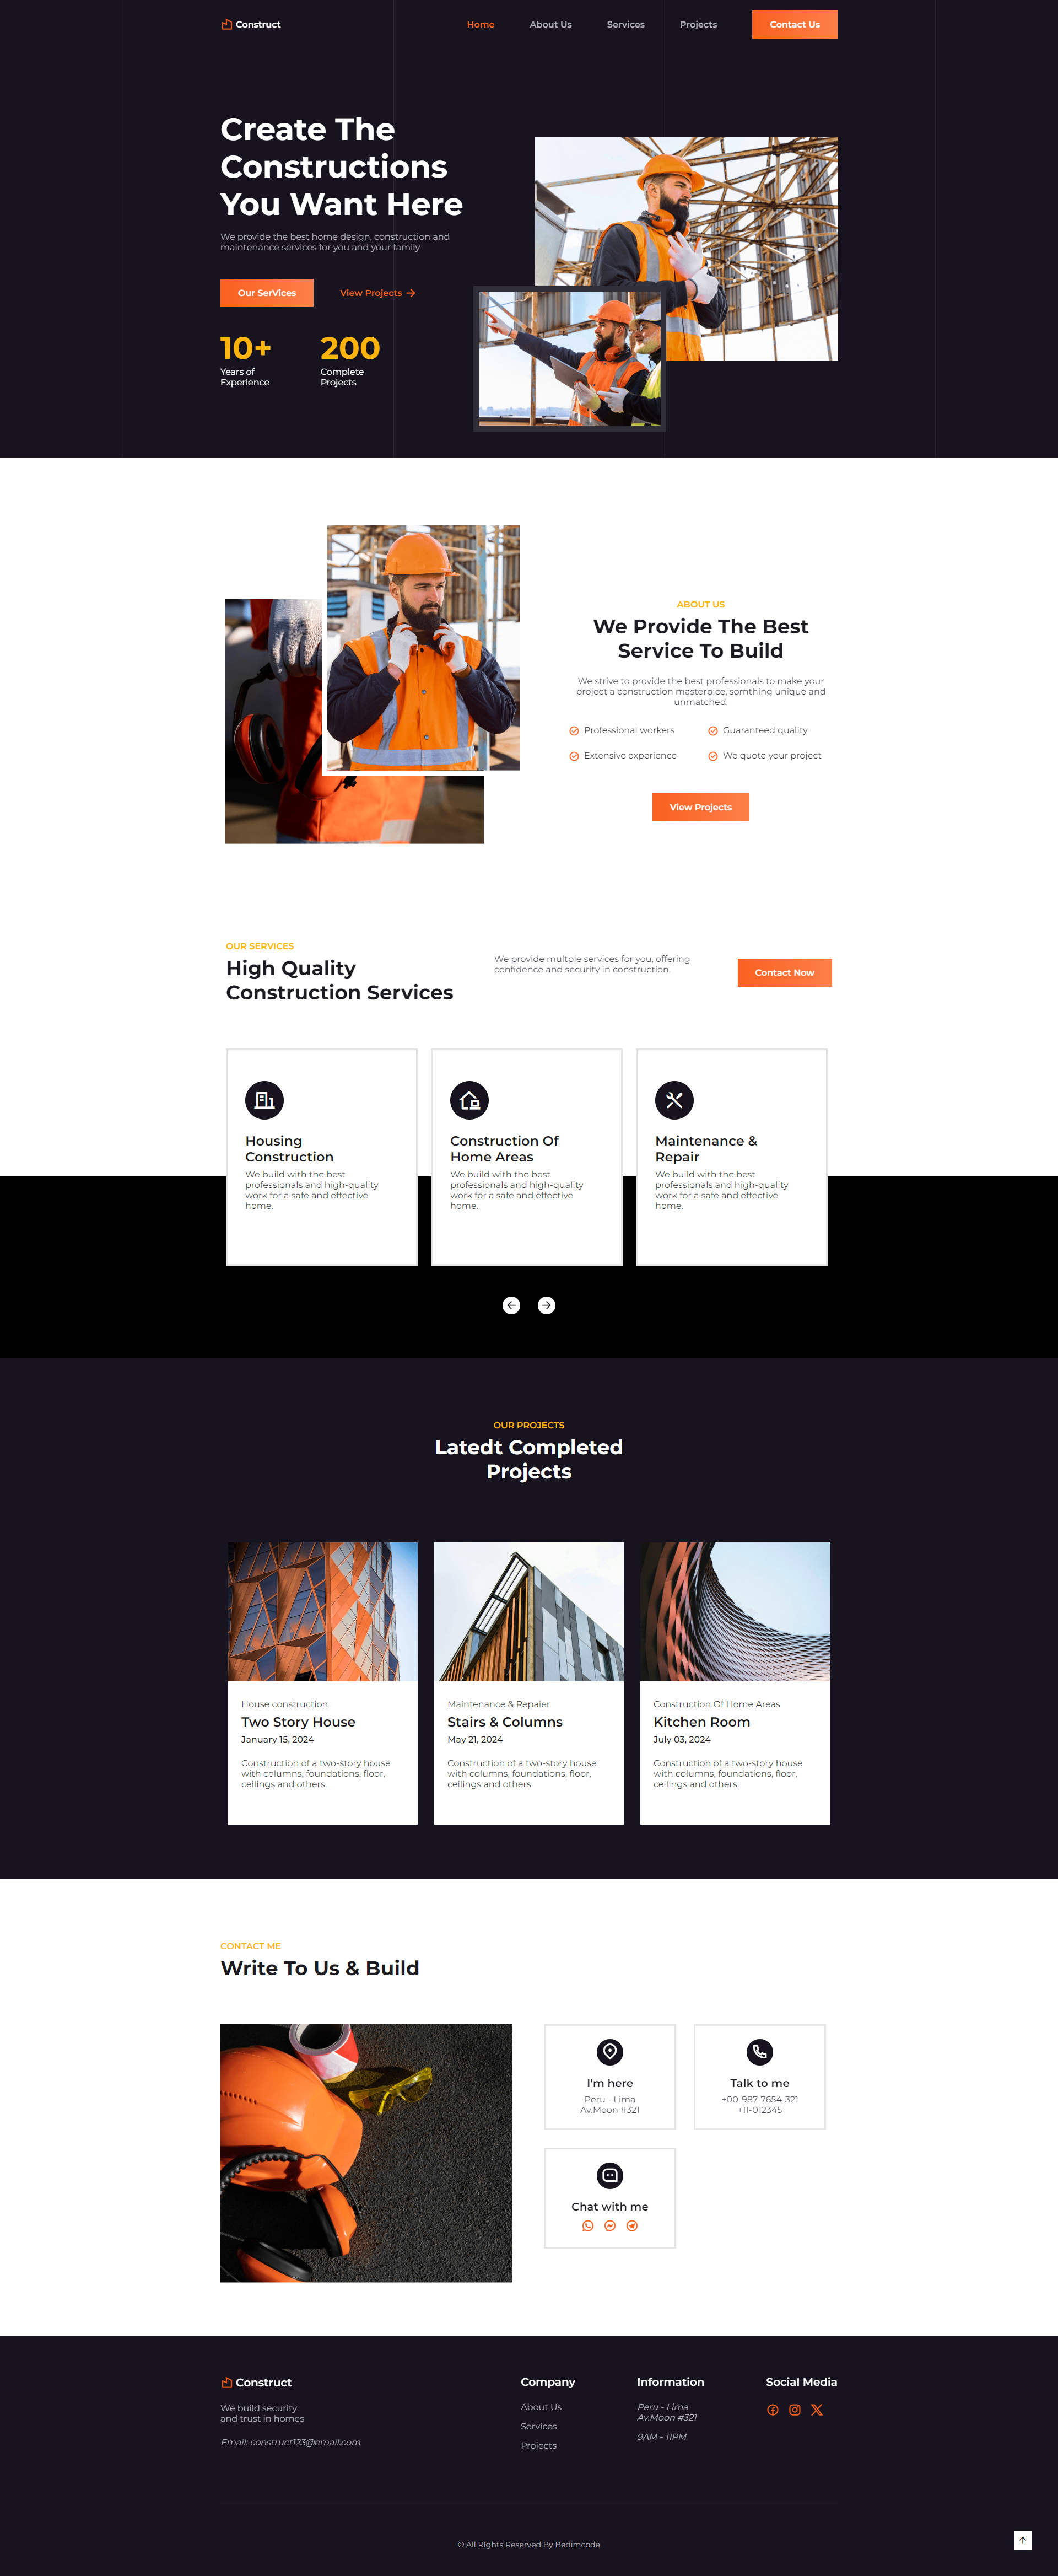 Construct
Home
About Us
Services
Projects
Contact Us
Create The
Constructions
You Want Here
We provide the best home design, construction and
maintenance services for you and your family
Our SerVices
View Projects
10+
Years of
Experience
200
Complete
Projects
ABOUT US
We Provide The Best
Service To Build
We strive to provide the best professionals to make your
project a construction masterpice, somthing unique and
unmatched.
Professional workers
Guaranteed quality
Extensive experience
We quote your project
View Projects
OUR SERVICES
High Quality
Construction Services
We provide multple services for you, offering
confidence and security in construction.
Contact Now
Housing
Construction
We build with the best
professionals and high-quality
work for a safe and effective
home.
Construction Of
Home Areas
We build with the best
professionals and high-quality
work for a safe and effective
home.
Maintenance &
Repair
We build with the best
professionals and high-quality
work for a safe and effective
home.
OUR PROJECTS
Latedt Completed
Projects
House construction
Two Story House
January 15, 2024
Construction of a two-story house
with columns, foundations, floor,
ceilings and others.
Maintenance & Repaier
Stairs & Columns
May 21, 2024
Construction of a two-story house
with columns, foundations, floor,
ceilings and others.
Construction Of Home Areas
Kitchen Room
July 03, 2024
Construction of a two-story house
with columns, foundations, floor,
ceilings and others.
CONTACT ME
Write To Us & Build
I'm here
Peru - Lima
Av.Moon #321
Talk to me
+00-987-7654-321
+11-012345
Chat with me
Construct
We build security
and trust in homes
Email: construct123@email.com
Company
About Us
Services
Projects
Information
Peru - Lima
Av.Moon #321
9AM - 11PM
Social Media
© All RIghts Reserved By Bedimcode